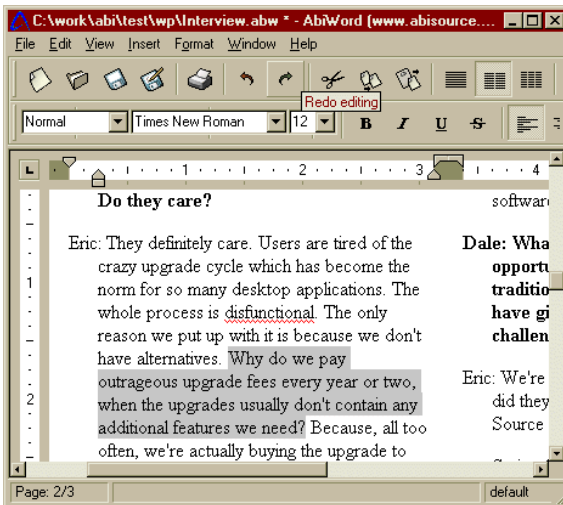 C:\work\abi\test\wp\Interview.abw * - AbiWord (www.abisource....
File Edit View Insert Format Window Help
Redo editing
Normal Times New Roman 12 B I U S
L 1 2 3 4
Do they care?
Eric: They definitely care. Users are tired of the
crazy upgrade cycle which has become the
norm for so many desktop applications. The
whole process is disfunctional. The only
reason we put up with it is because we don't
have alternatives. Why do we pay
outrageous upgrade fees every year or two,
when the upgrades usually don't contain any
additional features we need? Because, all too
often, we're actually buying the upgrade to
software
Dale: Wha
opportu
traditio
have gi
challen
Eric: We're
did they
Source
1
2
Page: 2/3 default